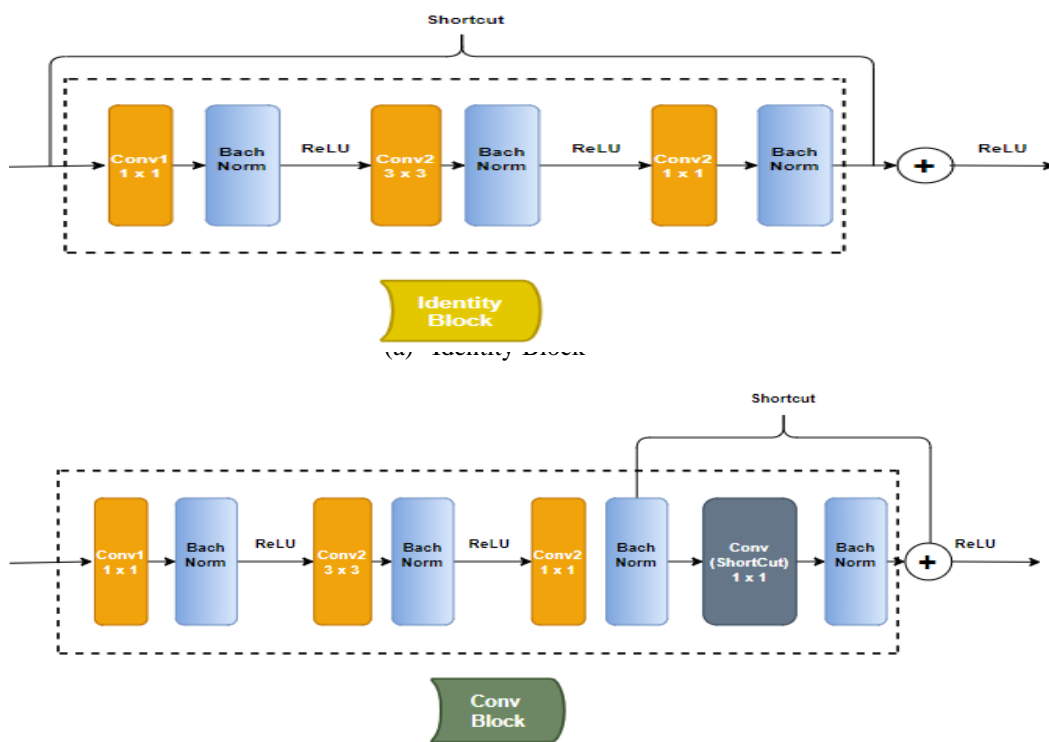 Shortcut
Conv1
1 x 1
Bach
Norm
ReLU
Conv2
3 x 3
Bach
Norm
ReLU
Conv2
1 x 1
Bach
Norm
+
ReLU
Identity
Block
(a) Identity Block
Shortcut
Conv1
1 x 1
Bach
Norm
ReLU
Conv2
3 x 3
Bach
Norm
ReLU
Conv2
1 x 1
Bach
Norm
Conv
(ShortCut)
1 x 1
Bach
Norm
+
ReLU
Conv
Block